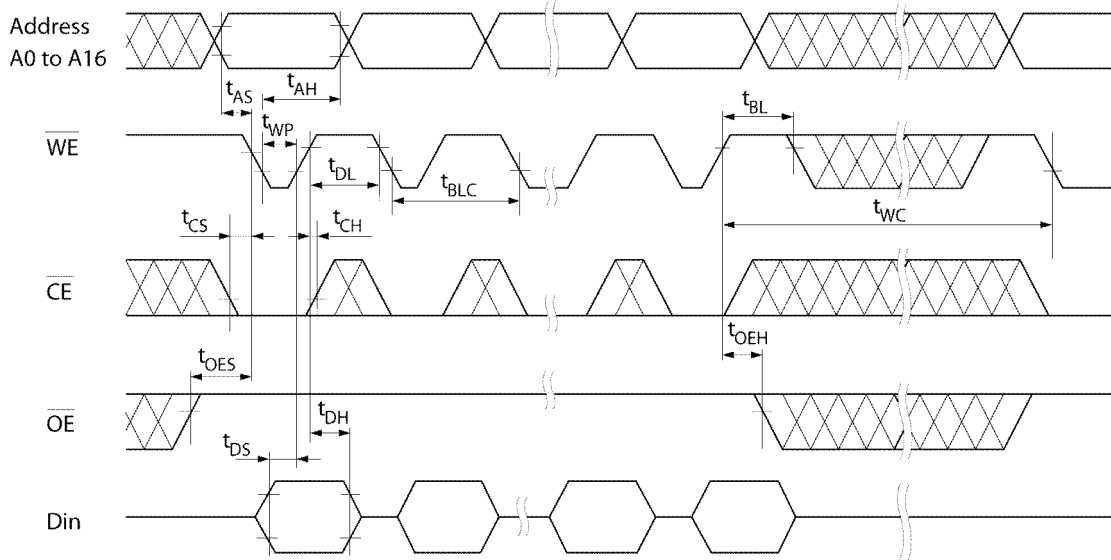 Address
A0 to A16
tAS
tAH
tBL
WE
tWP
tDL
tBLC
tCS
tCH
tWC
CE
tOES
tOEH
OE
tDH
tDS
Din